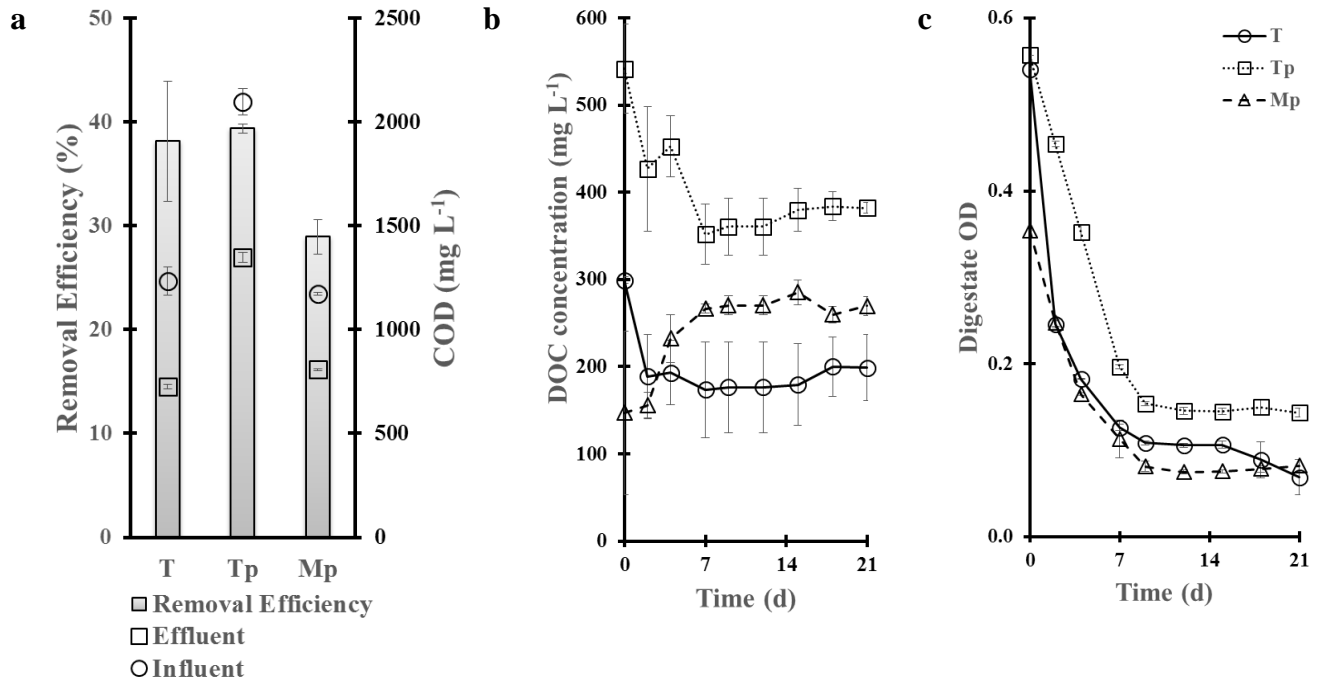 a
50
40
30
20
10
0
Removal Efficiency (%)
2500
2000
1500
1000
500
0
COD (mg L-1)
T Tp Mp
Removal Efficiency
Effluent
Influent
b
600
500
400
300
200
100
0
DOC concentration (mg L-1)
0 7 14 21
Time (d)
c
0.6
0.4
0.2
0.0
Digestate OD
0 7 14 21
Time (d)
T
Tp
Mp